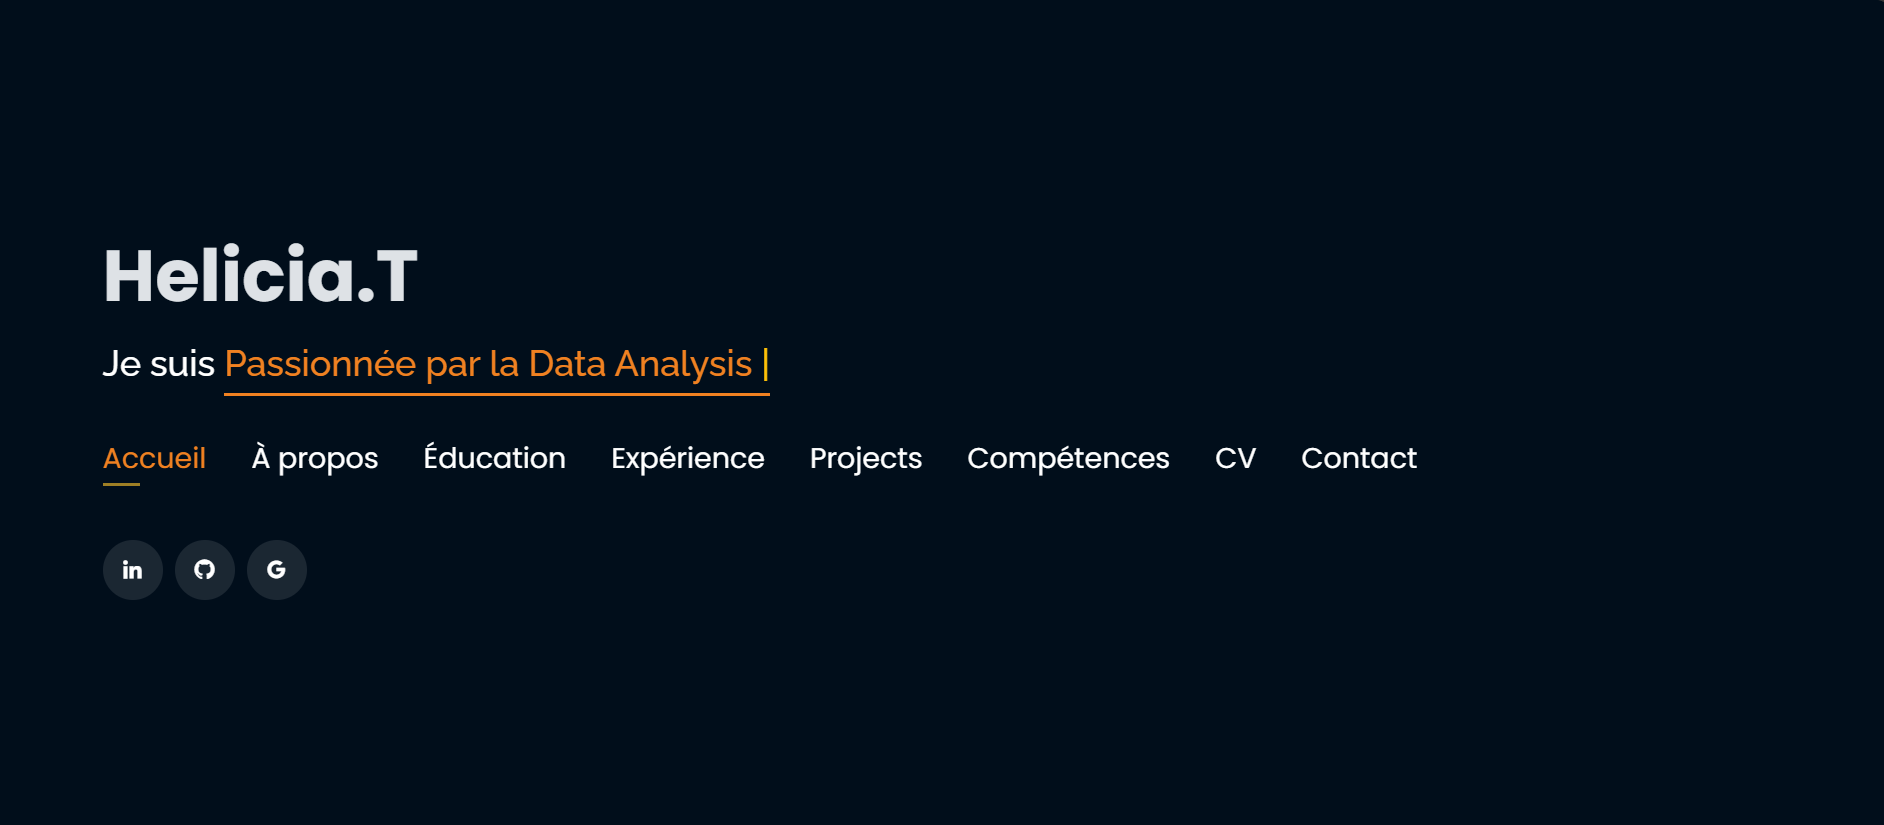 Helicia.T
Je suis Passionnée par la Data Analysis |
Accueil À propos Éducation Expérience Projects Compétences CV Contact
in G